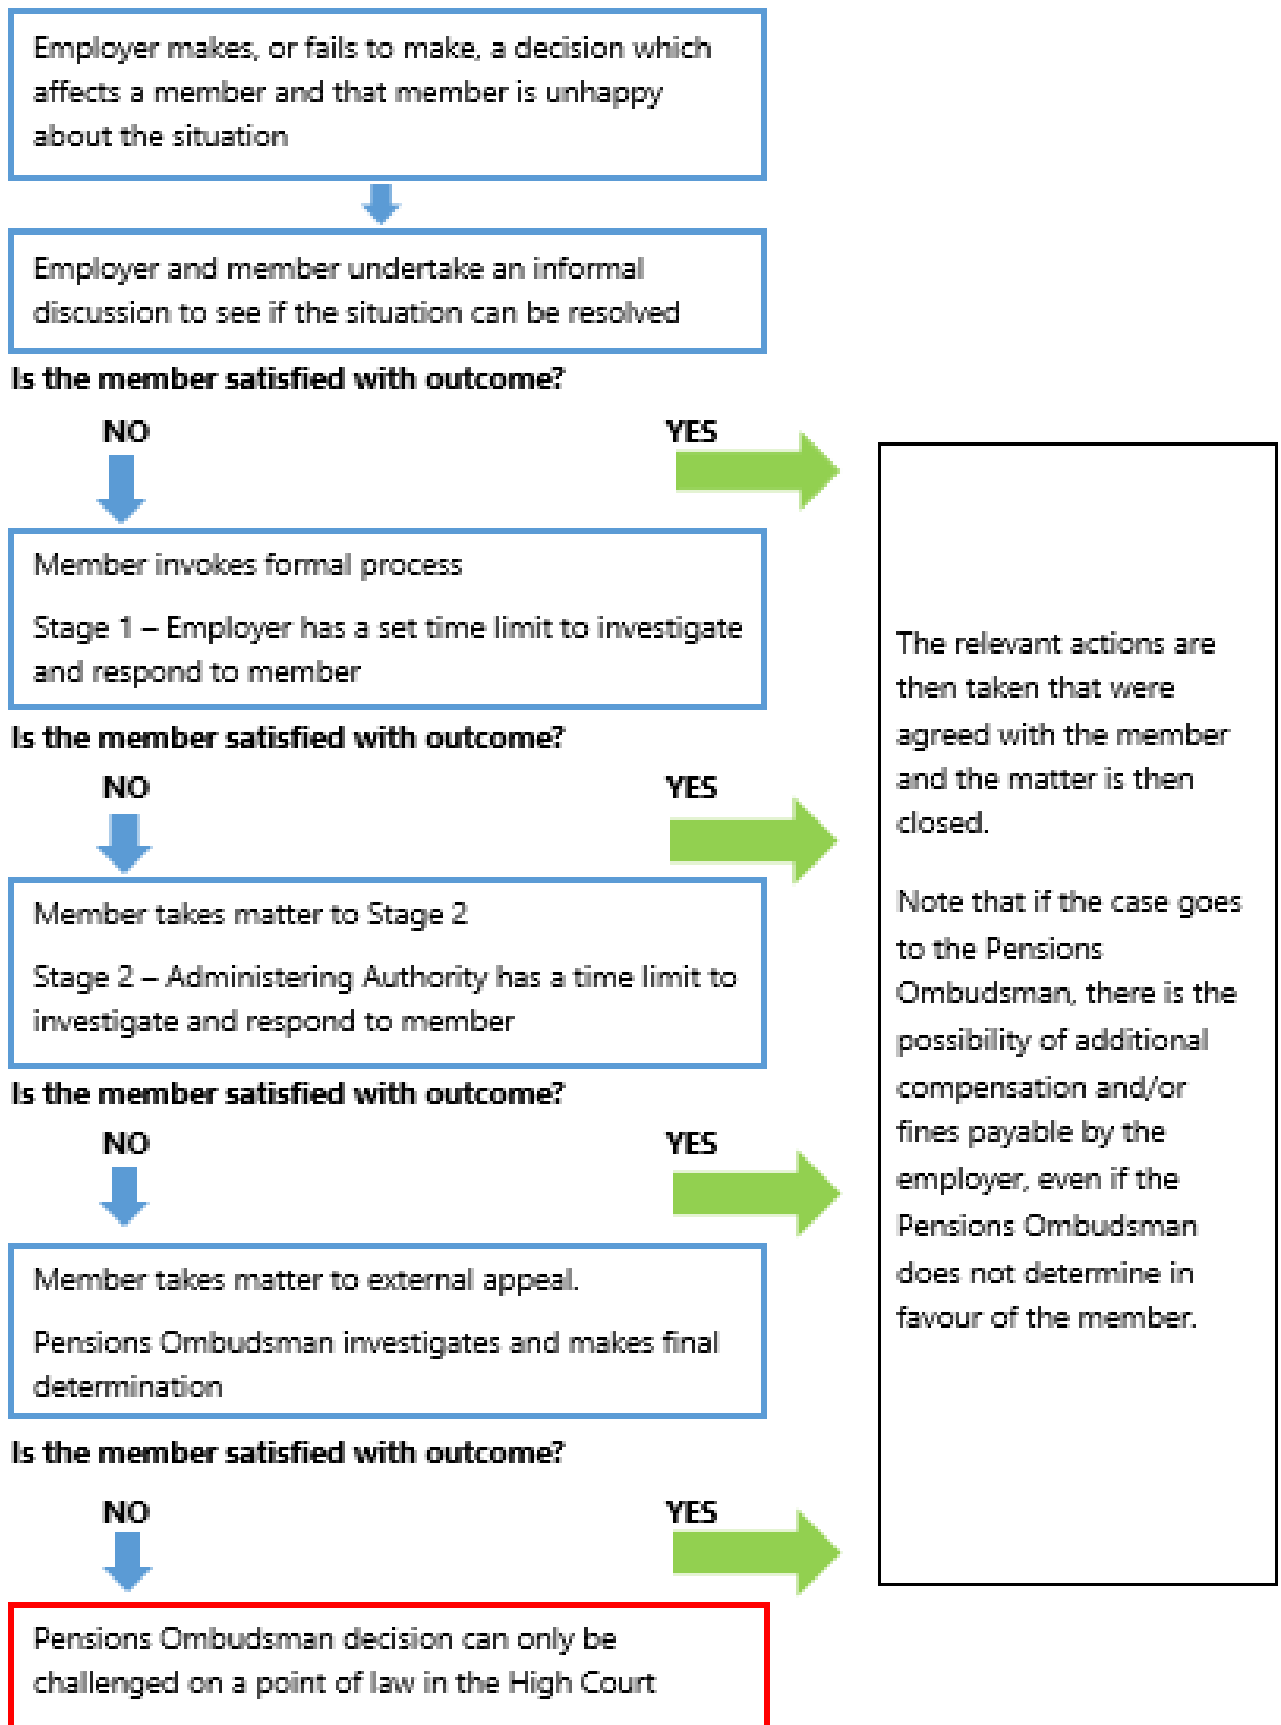 Employer makes, or fails to make, a decision which
affects a member and that member is unhappy
about the situation
Employer and member undertake an informal
discussion to see if the situation can be resolved
Is the member satisfied with outcome?
NO
YES
Member invokes formal process
Stage 1 – Employer has a set time limit to investigate
and respond to member
Is the member satisfied with outcome?
NO
YES
Member takes matter to Stage 2
Stage 2 – Administering Authority has a time limit to
investigate and respond to member
Is the member satisfied with outcome?
NO
YES
Member takes matter to external appeal.
Pensions Ombudsman investigates and makes final
determination
Is the member satisfied with outcome?
NO
YES
Pensions Ombudsman decision can only be
challenged on a point of law in the High Court
The relevant actions are
then taken that were
agreed with the member
and the matter is then
closed.
Note that if the case goes
to the Pensions
Ombudsman, there is the
possibility of additional
compensation and/or
fines payable by the
employer, even if the
Pensions Ombudsman
does not determine in
favour of the member.